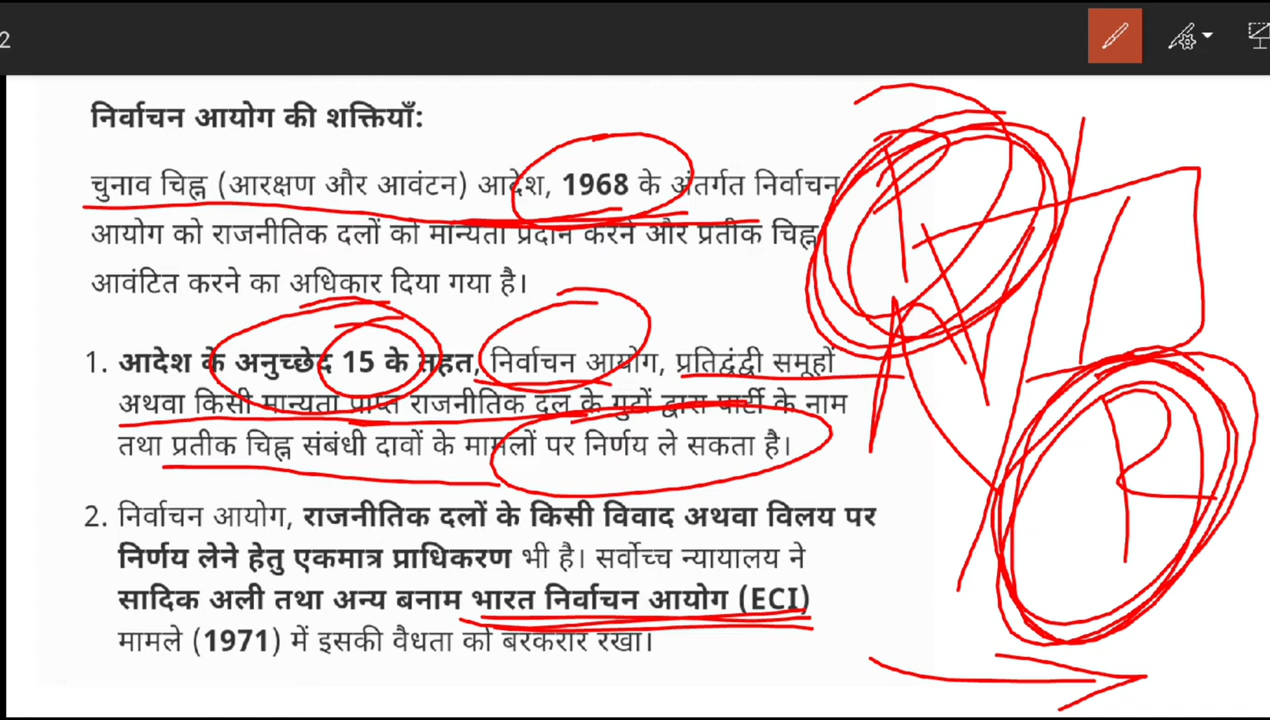 2
निर्वाचन आयोग की शक्तियाँ:
चुनाव चिह्न (आरक्षण और आवंटन) आदेश, 1968 के अंतर्गत निर्वाचन
आयोग को राजनीतिक दलों को मान्यता प्रदान करने और प्रतीक चिह्न
आवंटित करने का अधिकार दिया गया है।
1. आदेश के अनुच्छेद 15 के तहत, निर्वाचन आयोग, प्रतिद्वंद्वी समूहों
अथवा किसी मान्यता प्राप्त राजनीतिक दल के गुटों द्वारा पार्टी के नाम
तथा प्रतीक चिह्न संबंधी दावों के मामलों पर निर्णय ले सकता है।
2. निर्वाचन आयोग, राजनीतिक दलों के किसी विवाद अथवा विलय पर
निर्णय लेने हेतु एकमात्र प्राधिकरण भी है। सर्वोच्च न्यायालय ने
सादिक अली तथा अन्य बनाम भारत निर्वाचन आयोग (ECI)
मामले (1971) में इसकी वैधता को बरकरार रखा।